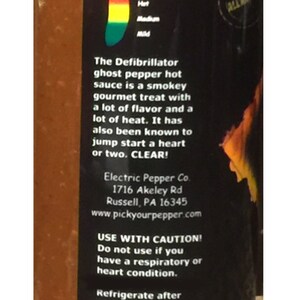 Hot
Medium
Mild
The Defibrillator
ghost pepper hot
sauce is a smokey
gourmet treat with
a lot of flavor and a
lot of heat. It has
also been known to
jump start a heart
or two. CLEAR!
Electric Pepper Co.
1716 Akeley Rd
Russell, PA 16345
www.pickyourpepper.com
USE WITH CAUTION!
Do not use if you
have a respiratory or
heart condition.
Refrigerate after